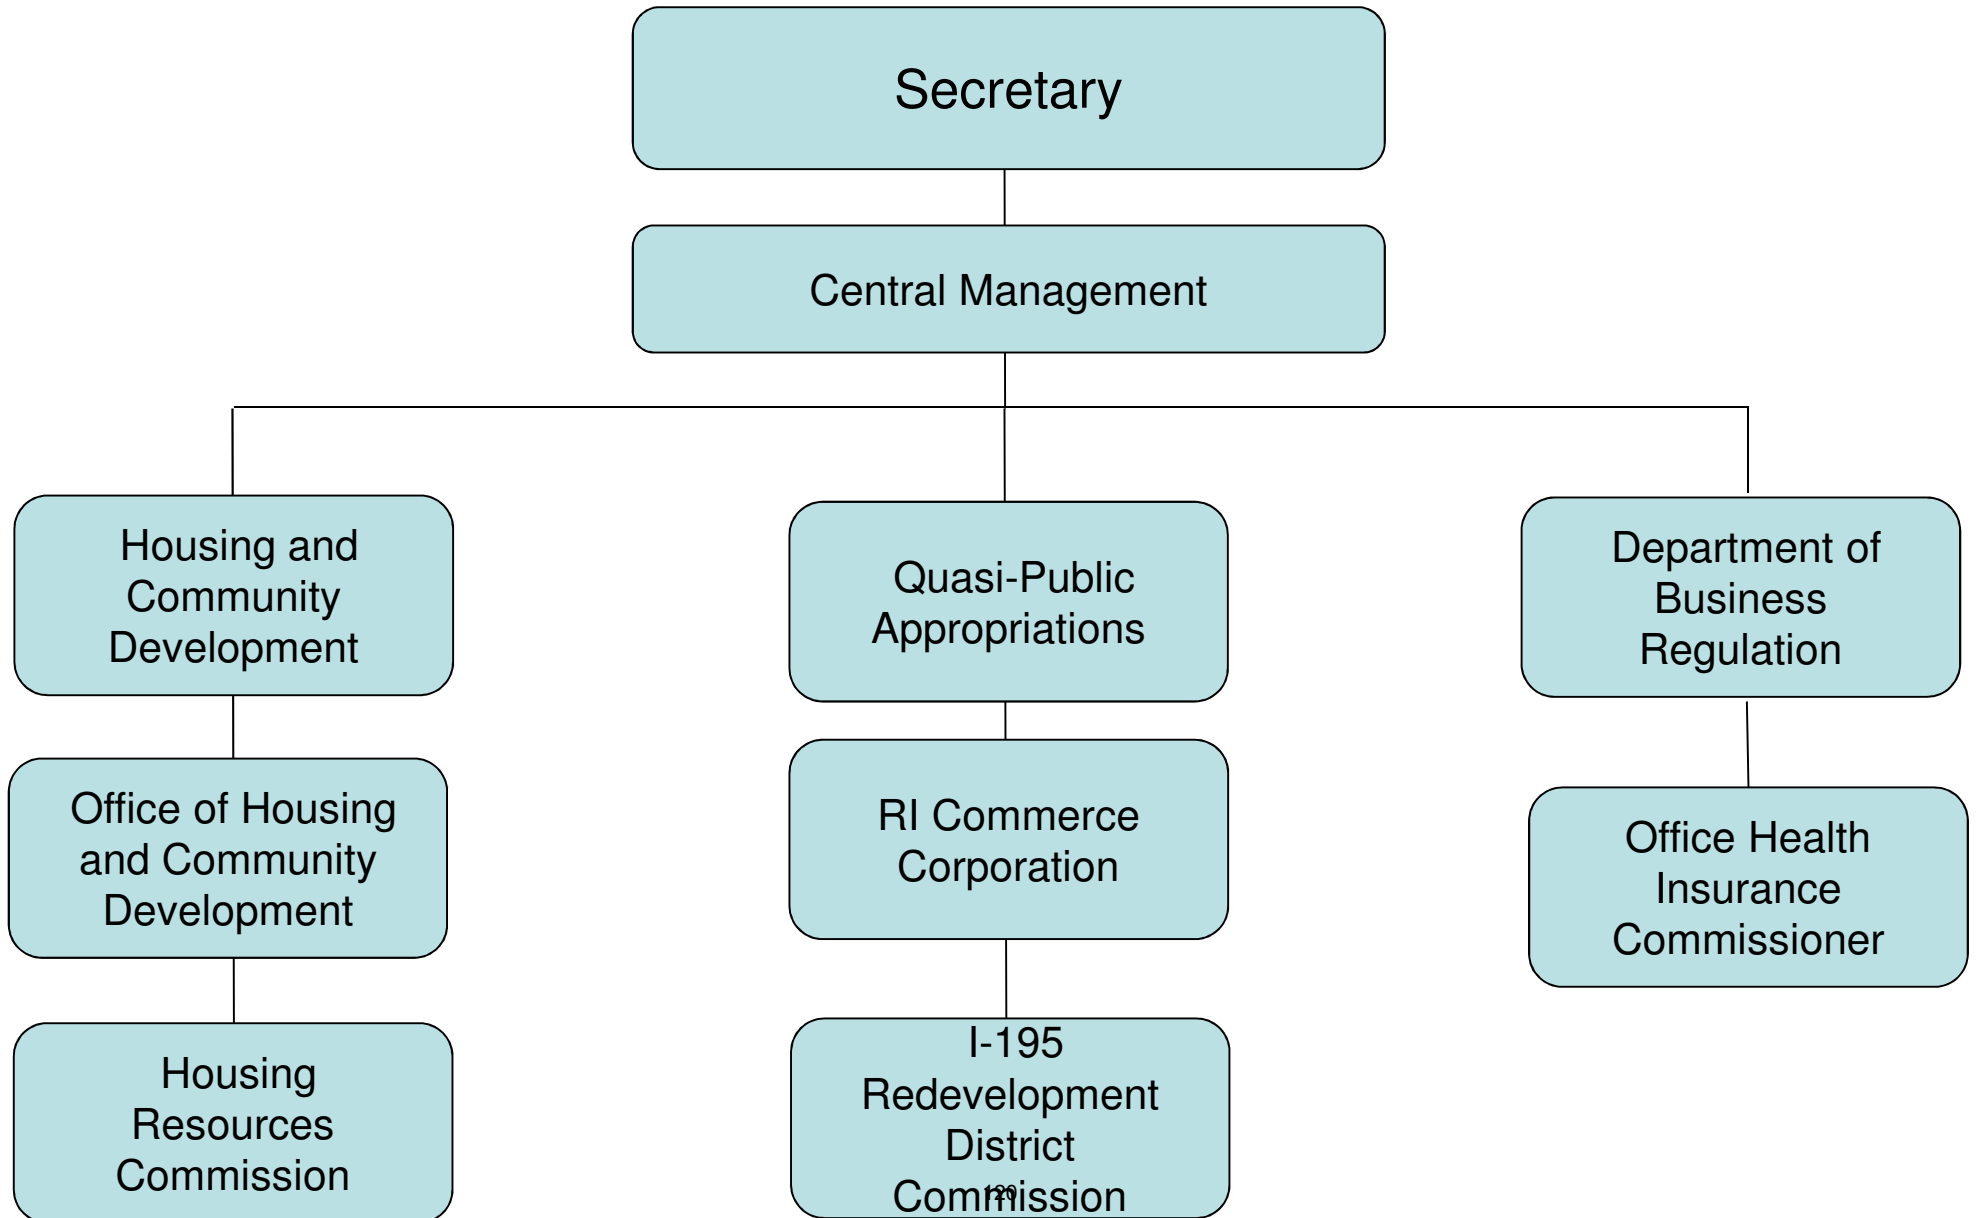 Secretary
Central Management
Housing and
Community
Development
Quasi-Public
Appropriations
Department of
Business
Regulation
Office of Housing
and Community
Development
RI Commerce
Corporation
Office Health
Insurance
Commissioner
Housing
Resources
Commission
I-195
Redevelopment
District
Commission
120